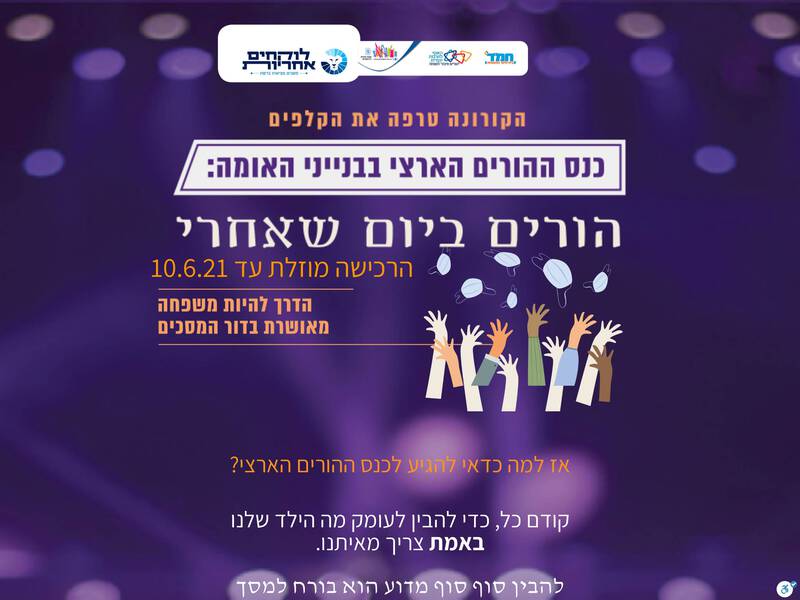 לוקחים
אחריות
חמד
הקורונה טרפה את הקלפים
כנס ההורים הארצי בבנייני האומה:
הורים ביום שאחרי
הרכישה מוזלת עד 10.6.21
הדרך להיות משפחה
מאושרת בדור המסכים
אז למה כדאי להגיע לכנס ההורים הארצי?
קודם כל, כדי להבין לעומק מה הילד שלנו
באמת צריך מאיתנו.
להבין סוף סוף מדוע הוא בורח למסך